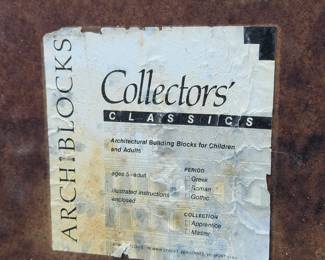 ARCHIBLOCKS
Collectors'
CLASSICS
Architectural Building Blocks for Children
and Adults
ages 5-adult
illustrated instructions
enclosed
PERIOD
Greek
Roman
Gothic
COLLECTION
Apprentice
Master